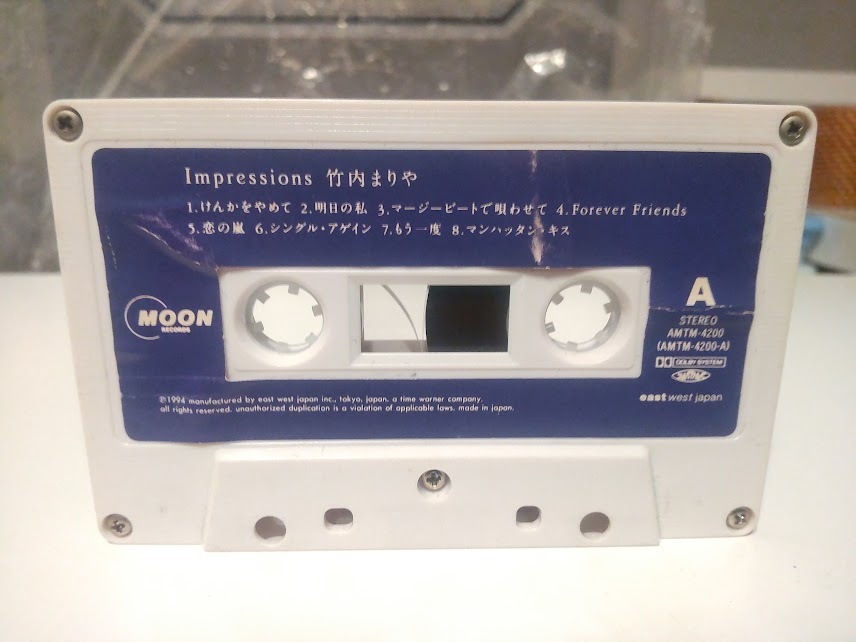 Impressions 竹内まりや
1.けんかをやめて 2.明日の私 3.マージービートで唄わせて 4.Forever Friends
5.恋の嵐 6.シングル・アゲイン 7.もう一度 8.マンハッタン・キス
MOON
RECORDS
A
STEREO
AMTM-4200
(AMTM-4200-A)
DOLBY SYSTEM
℗1994 manufactured by east west japan inc., tokyo, japan. a time warner company.
all rights reserved. unauthorized duplication is a violation of applicable laws. made in japan.
east west japan